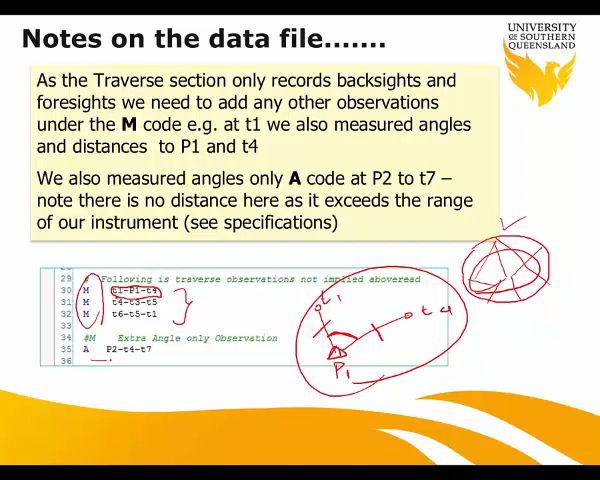 Notes on the data file.......
UNIVERSITY
OF SOUTHERN
QUEENSLAND
As the Traverse section only records backsights and
foresights we need to add any other observations
under the M code e.g. at t1 we also measured angles
and distances to P1 and t4
We also measured angles only A code at P2 to t7 –
note there is no distance here as it exceeds the range
of our instrument (see specifications)
29 # Following is traverse observations not implied aboveread
30 M t1-P1-t4
31 M t4-t3-t5
32 M t6-t5-t1
33
34 #M Extra Angle only Observation
35 A P2-t4-t7
36
t1
t4
P1